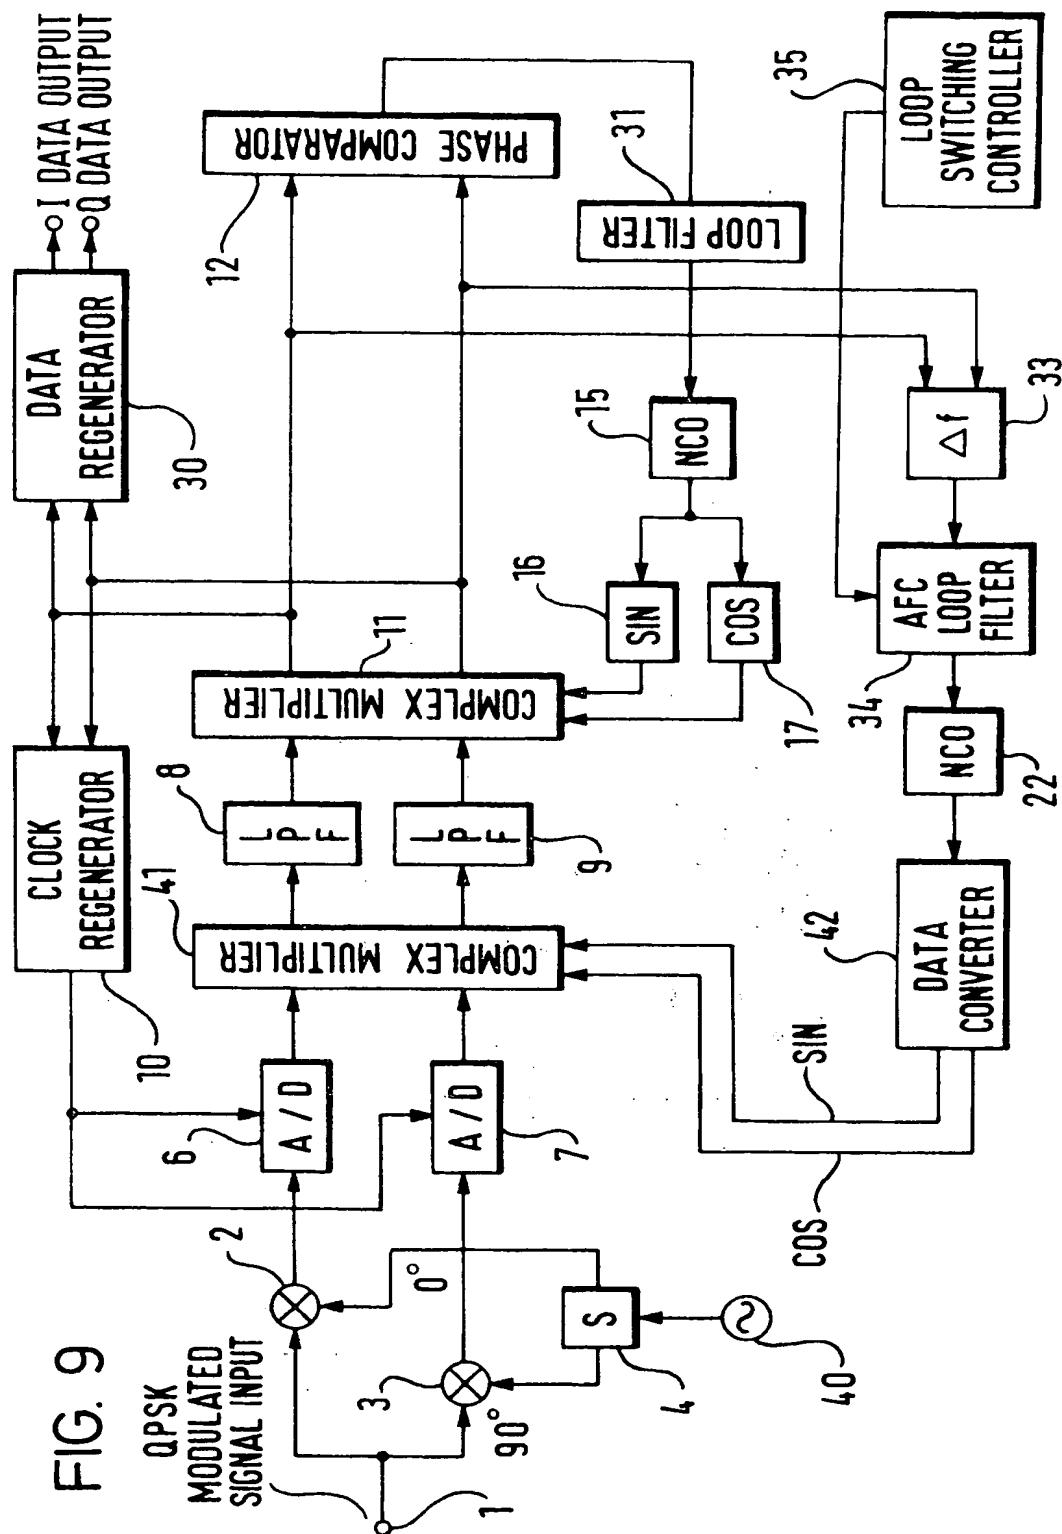 FIG. 9
QPSK
MODULATED
SIGNAL INPUT
1
2
3
90°
0°
S
4
40
6
A/D
7
A/D
10
CLOCK
REGENERATOR
41
COMPLEX MULTIPLIER
8
LPF
9
LPF
11
COMPLEX MULTIPLIER
30
DATA
REGENERATOR
I DATA OUTPUT
Q DATA OUTPUT
12
PHASE COMPARATOR
31
LOOP FILTER
15
NCO
16
SIN
17
COS
COS
SIN
42
DATA
CONVERTER
22
NCO
34
AFC
LOOP
FILTER
33
Δf
35
LOOP
SWITCHING
CONTROLLER